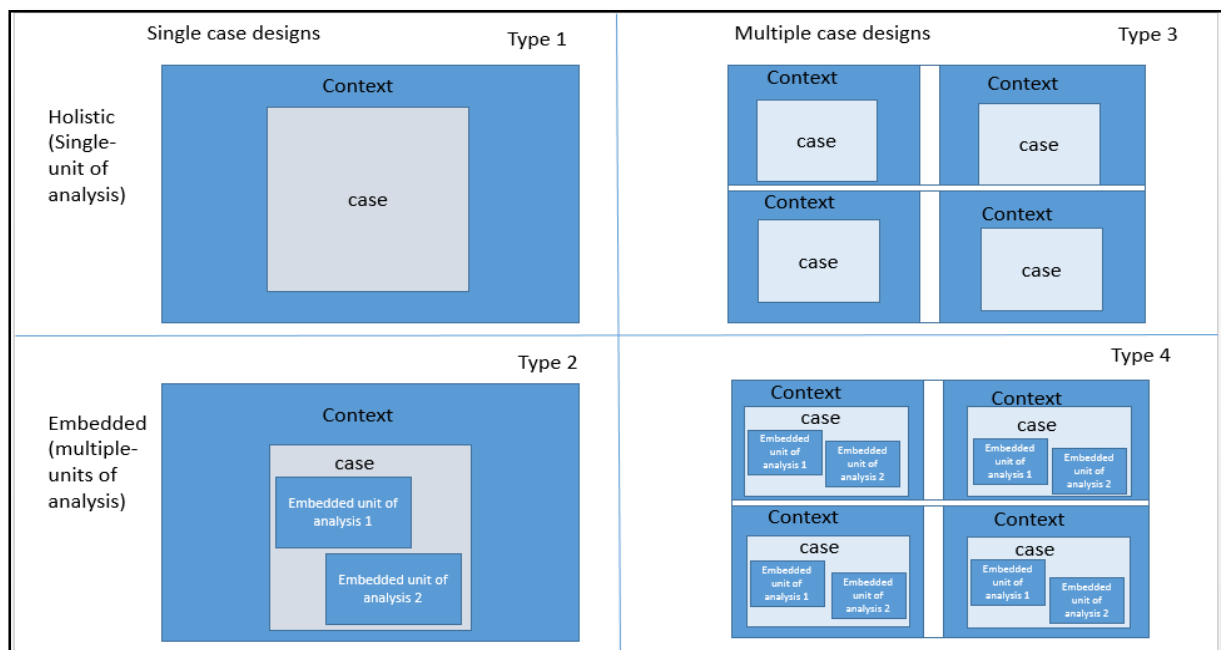 Single case designs
Type 1
Multiple case designs
Type 3
Holistic
(Single-
unit of
analysis)
Context
case
Context
case
Context
case
Context
case
Context
case
Type 2
Type 4
Embedded
(multiple-
units of
analysis)
Context
case
Embedded unit of
analysis 1
Embedded unit of
analysis 2
Context
case
Embedded
unit of
analysis 1
Embedded
unit of
analysis 2
Context
case
Embedded
unit of
analysis 1
Embedded
unit of
analysis 2
Context
case
Embedded
unit of
analysis 1
Embedded
unit of
analysis 2
Context
case
Embedded
unit of
analysis 1
Embedded
unit of
analysis 2